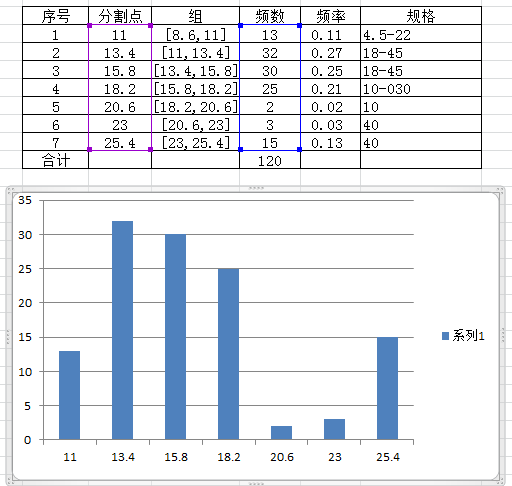 序号 分割点 组 频数 频率 规格
1 11 [8.6,11] 13 0.11 4.5-22
2 13.4 [11,13.4] 32 0.27 18-45
3 15.8 [13.4,15.8] 30 0.25 18-45
4 18.2 [15.8,18.2] 25 0.21 10-030
5 20.6 [18.2,20.6] 2 0.02 10
6 23 [20.6,23] 3 0.03 40
7 25.4 [23,25.4] 15 0.13 40
合计 120
35
30
25
20
15
10
5
0
11 13.4 15.8 18.2 20.6 23 25.4
系列1